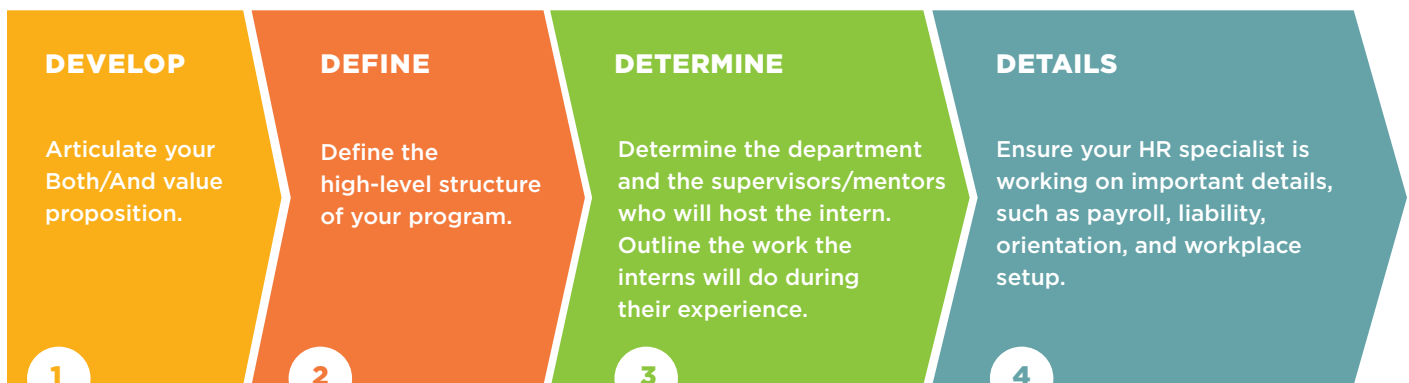 DEVELOP
Articulate your
Both/And value
proposition.
1
DEFINE
Define the
high-level structure
of your program.
2
DETERMINE
Determine the department
and the supervisors/mentors
who will host the intern.
Outline the work the
interns will do during
their experience.
3
DETAILS
Ensure your HR specialist is
working on important details,
such as payroll, liability,
orientation, and workplace
setup.
4